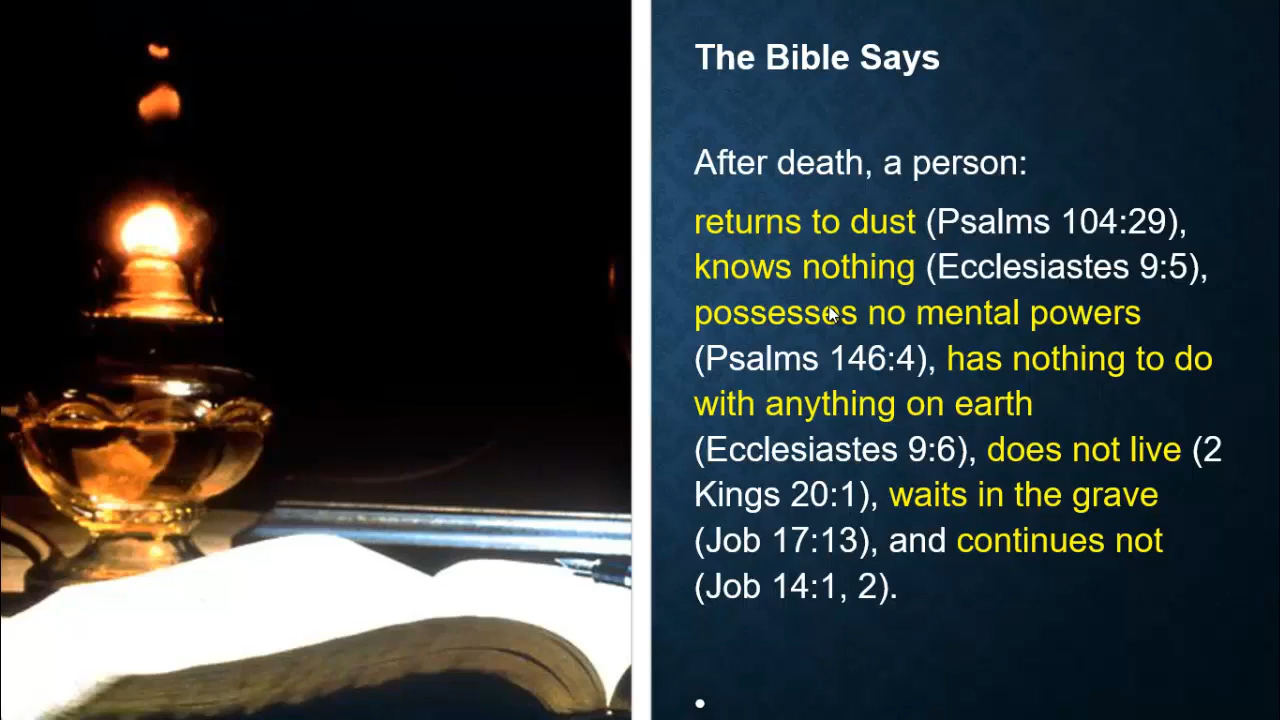 The Bible Says
After death, a person:
returns to dust (Psalms 104:29),
knows nothing (Ecclesiastes 9:5),
possesses no mental powers
(Psalms 146:4), has nothing to do
with anything on earth
(Ecclesiastes 9:6), does not live (2
Kings 20:1), waits in the grave
(Job 17:13), and continues not
(Job 14:1, 2).
•